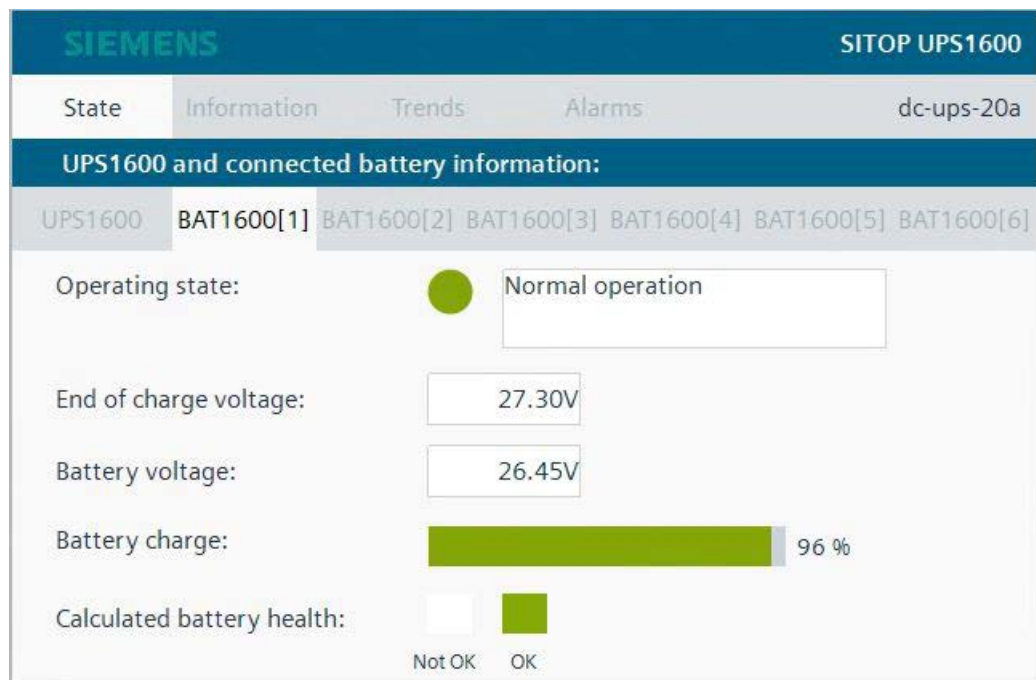 SIEMENS SITOP UPS1600
State Information Trends Alarms dc-ups-20a
UPS1600 and connected battery information:
UPS1600 BAT1600[1] BAT1600[2] BAT1600[3] BAT1600[4] BAT1600[5] BAT1600[6]
Operating state: Normal operation
End of charge voltage: 27.30V
Battery voltage: 26.45V
Battery charge: 96 %
Calculated battery health:
Not OK OK